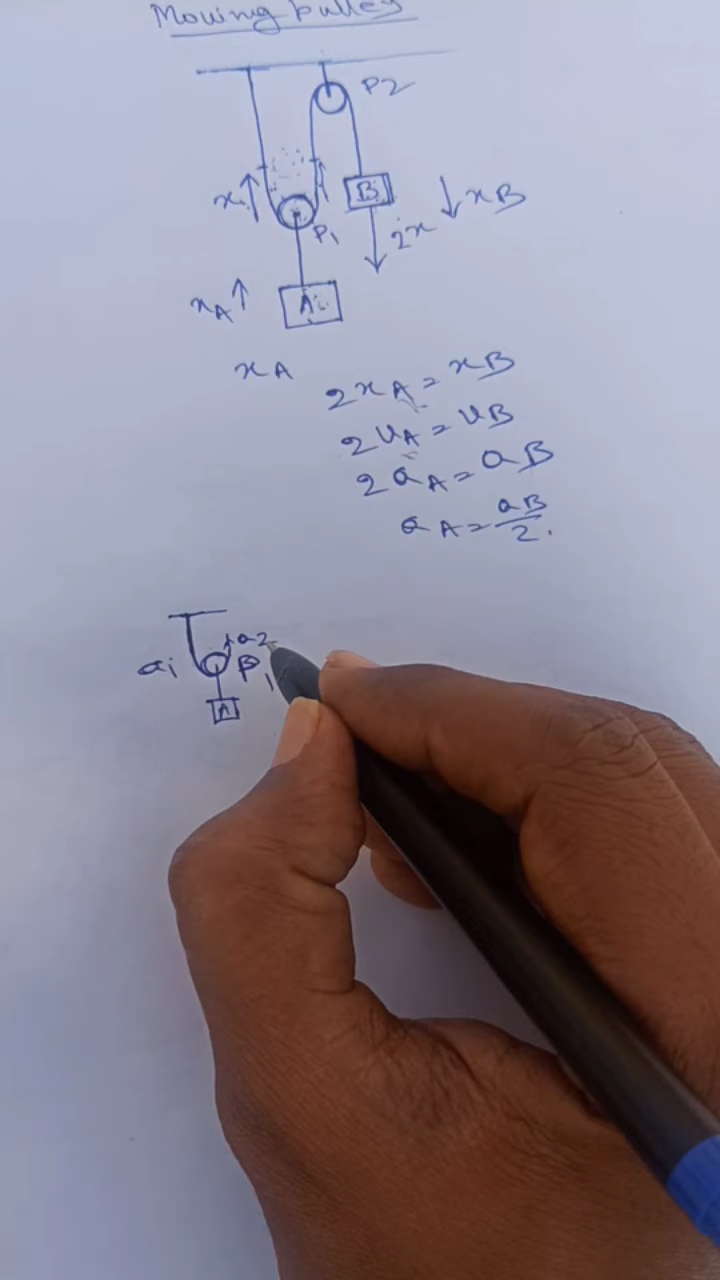 Moving pulley
P2
x
B
xB
P1
2x
xA
A
xA
2xA = xB
2vA = vB
2aA = aB
aA = aB/2.
a2
a1
P1
A